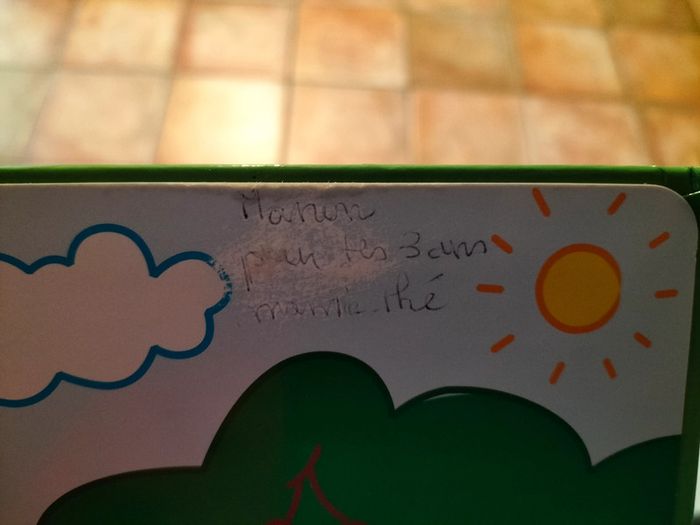 Manon
pour tes 3 ans
mamie thé